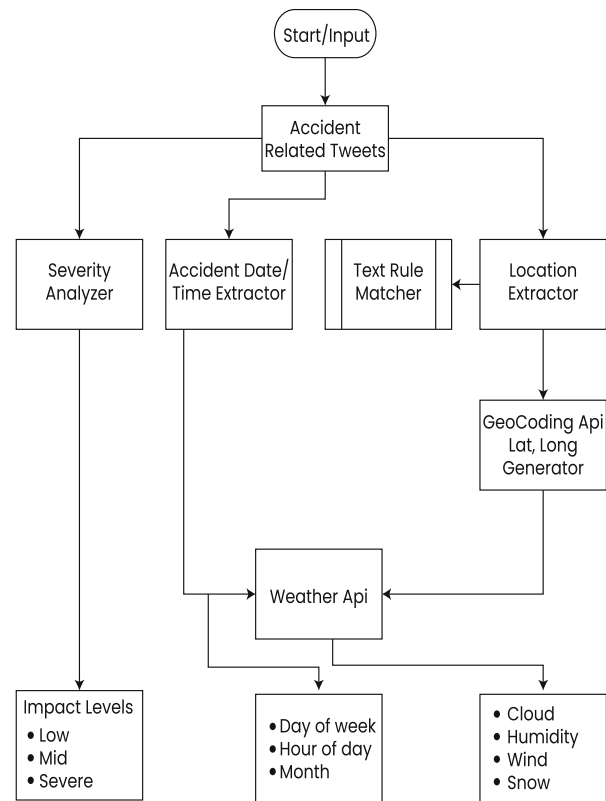 Start/Input
Accident
Related Tweets
Severity
Analyzer
Accident Date/
Time Extractor
Text Rule
Matcher
Location
Extractor
GeoCoding Api
Lat, Long
Generator
Weather Api
Impact Levels
• Low
• Mid
• Severe
• Day of week
• Hour of day
• Month
• Cloud
• Humidity
• Wind
• Snow